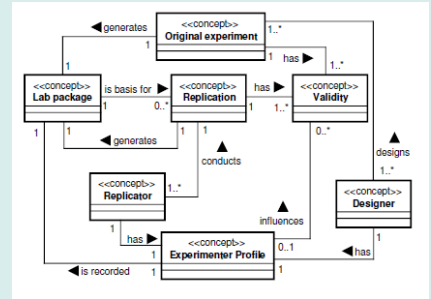 ◀ generates
<<concept>>
Original experiment
1..*
1
1
has ▶
1
1
1..*
<<concept>>
Lab package
is basis for ▶
<<concept>>
Replication
has ▶
<<concept>>
Validity
1
0..*
1
1..*
1
1
1
1
0..*
◀ generates
▲
conducts
▲
designs
<<concept>>
Replicator
1..*
1..*
<<concept>>
Designer
▲
influences
1
1
has ▶
<<concept>>
Experimenter Profile
0..1
◀ has
1
◀ is recorded
1
1